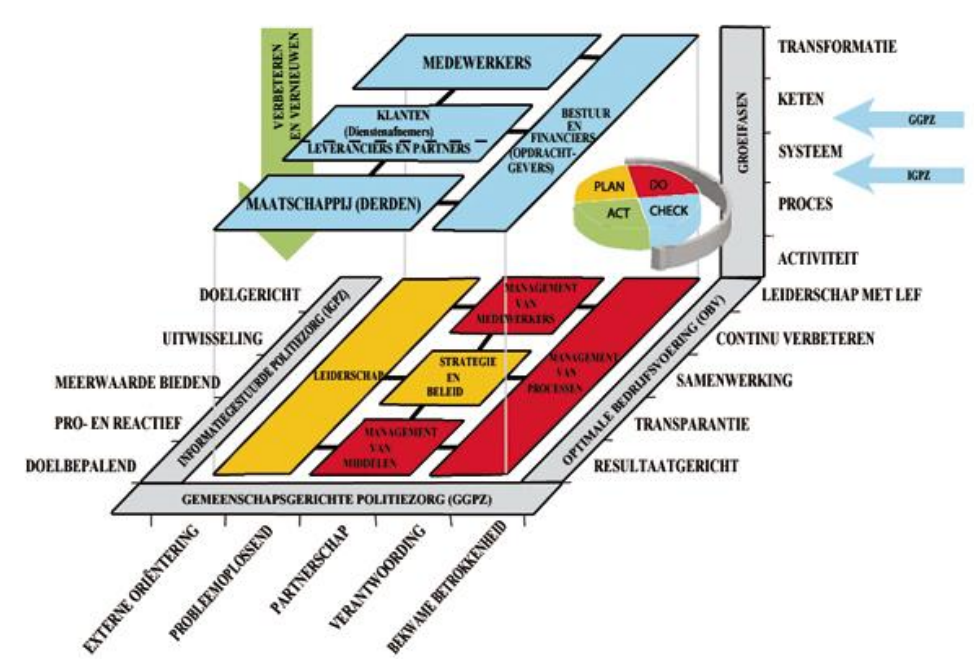 VERBETEREN
EN VERNIEUWEN
MEDEWERKERS
KLANTEN
(Dienstenafnemers)
LEVERANCIERS EN PARTNERS
MAATSCHAPPIJ (DERDEN)
BESTUUR
EN
FINANCIERS
(OPDRACHT-
GEVERS)
PLAN
DO
ACT
CHECK
GROEIFASEN
TRANSFORMATIE
KETEN
SYSTEEM
PROCES
ACTIVITEIT
GGPZ
IGPZ
DOELGERICHT
UITWISSELING
MEERWAARDE BIEDEND
PRO- EN REACTIEF
DOELBEPALEND
INFORMATIEGESTUURDE POLITIEZORG (IGPZ)
LEIDERSCHAP
MANAGEMENT
VAN
MEDEWERKERS
STRATEGIE
EN
BELEID
MANAGEMENT
VAN
MIDDELEN
MANAGEMENT
VAN
PROCESSEN
OPTIMALE BEDRIJFSVOERING (OBV)
LEIDERSCHAP MET LEF
CONTINU VERBETEREN
SAMENWERKING
TRANSPARANTIE
RESULTAATGERICHT
GEMEENSCHAPSGERICHTE POLITIEZORG (GGPZ)
EXTERNE ORIËNTERING
PROBLEEMOPLOSSEND
PARTNERSCHAP
VERANTWOORDING
BEKWAME BETROKKENHEID